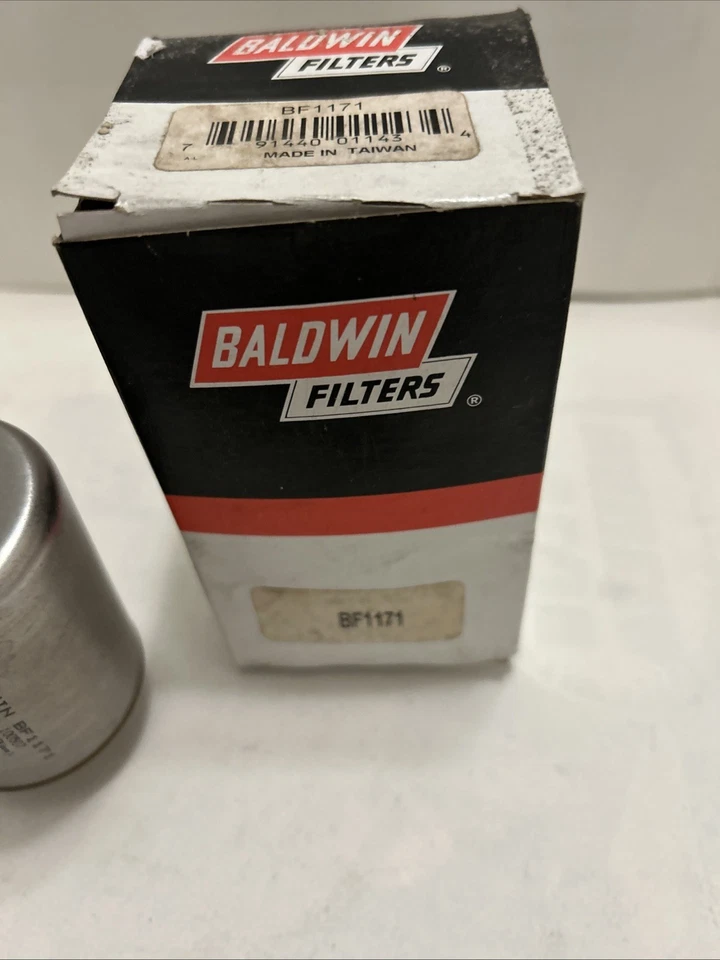 BALDWIN
FILTERS ®
BF1171
7 91440 01143 4
MADE IN TAIWAN
BALDWIN
FILTERS ®
BF1171
BF1171